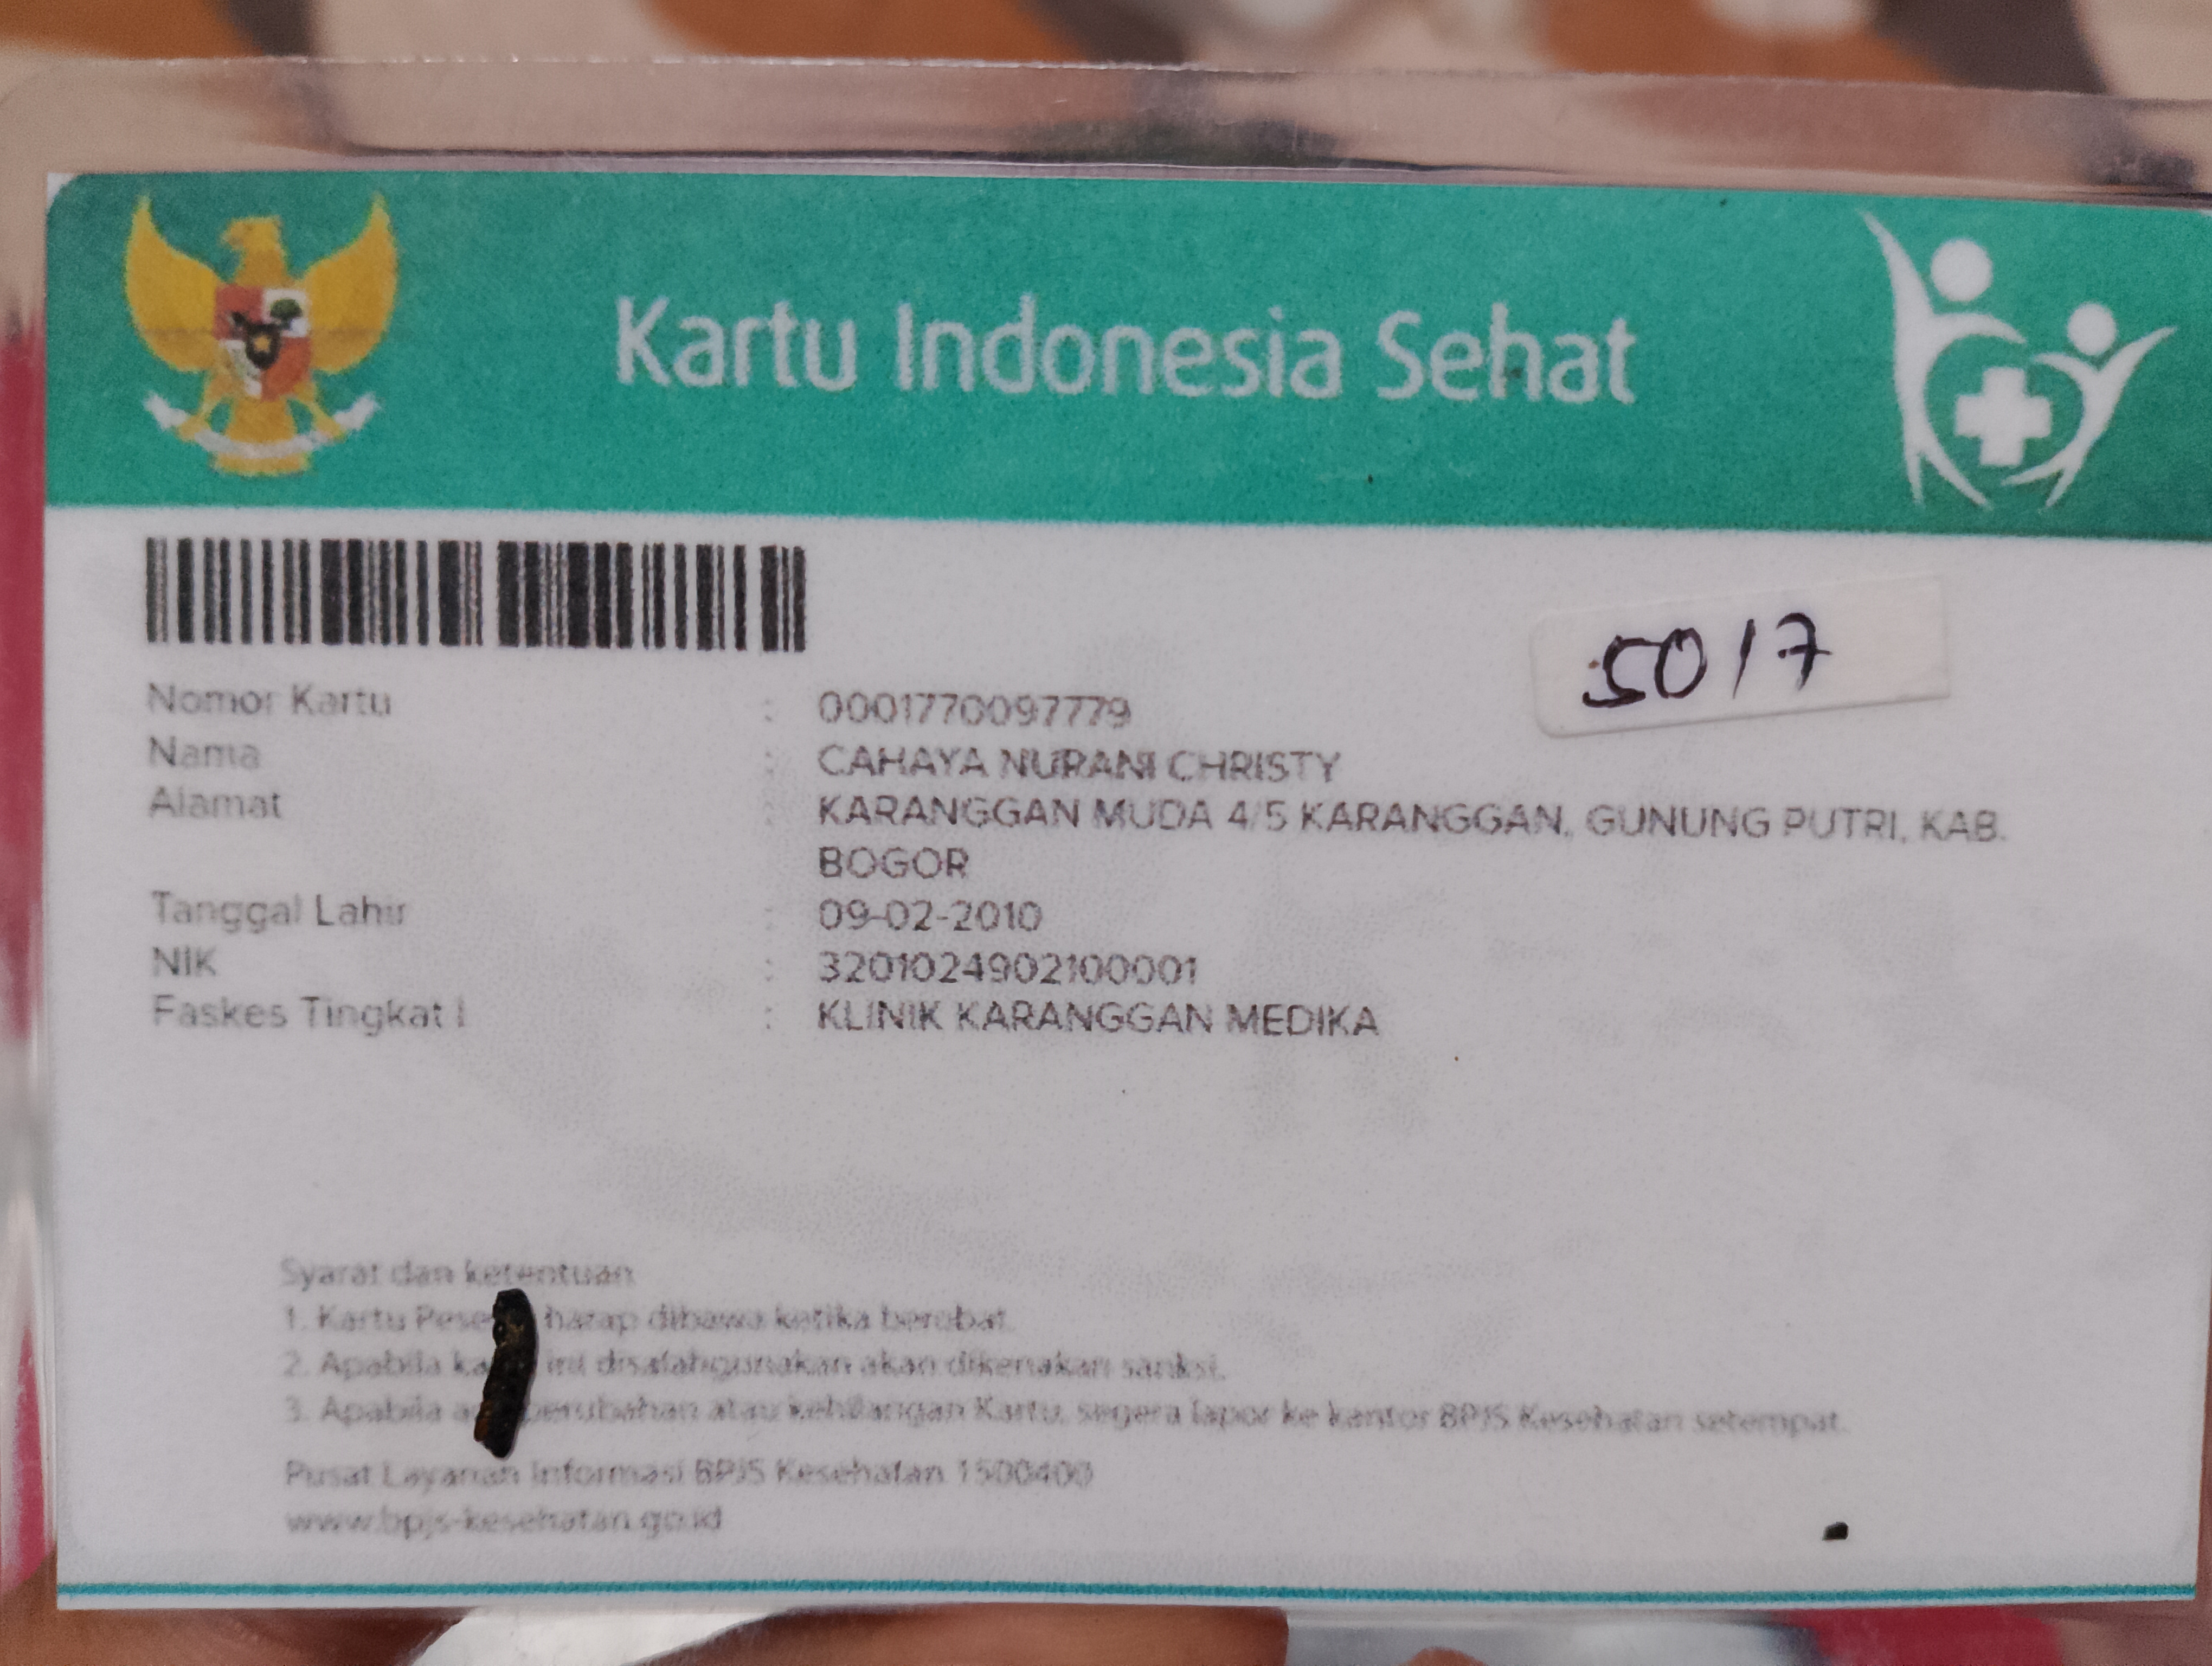 Kartu Indonesia Sehat
5017
Nomor Kartu : 0001770097779
Nama : CAHAYA NURANI CHRISTY
Alamat : KARANGGAN MUDA 4/5 KARANGGAN, GUNUNG PUTRI, KAB.
BOGOR
Tanggal Lahir : 09-02-2010
NIK : 3201024902100001
Faskes Tingkat I : KLINIK KARANGGAN MEDIKA
Syarat dan ketentuan
1. Kartu harap dibawa ketika berobat.
2. Apabila ini disalahgunakan akan dikenakan sanksi.
3. Apabila perubahan atau kehilangan Kartu, segera lapor ke kantor BPJS Kesehatan setempat.
Pusat Layanan Informasi BPJS Kesehatan 1500400
www.bpjs-kesehatan.go.id